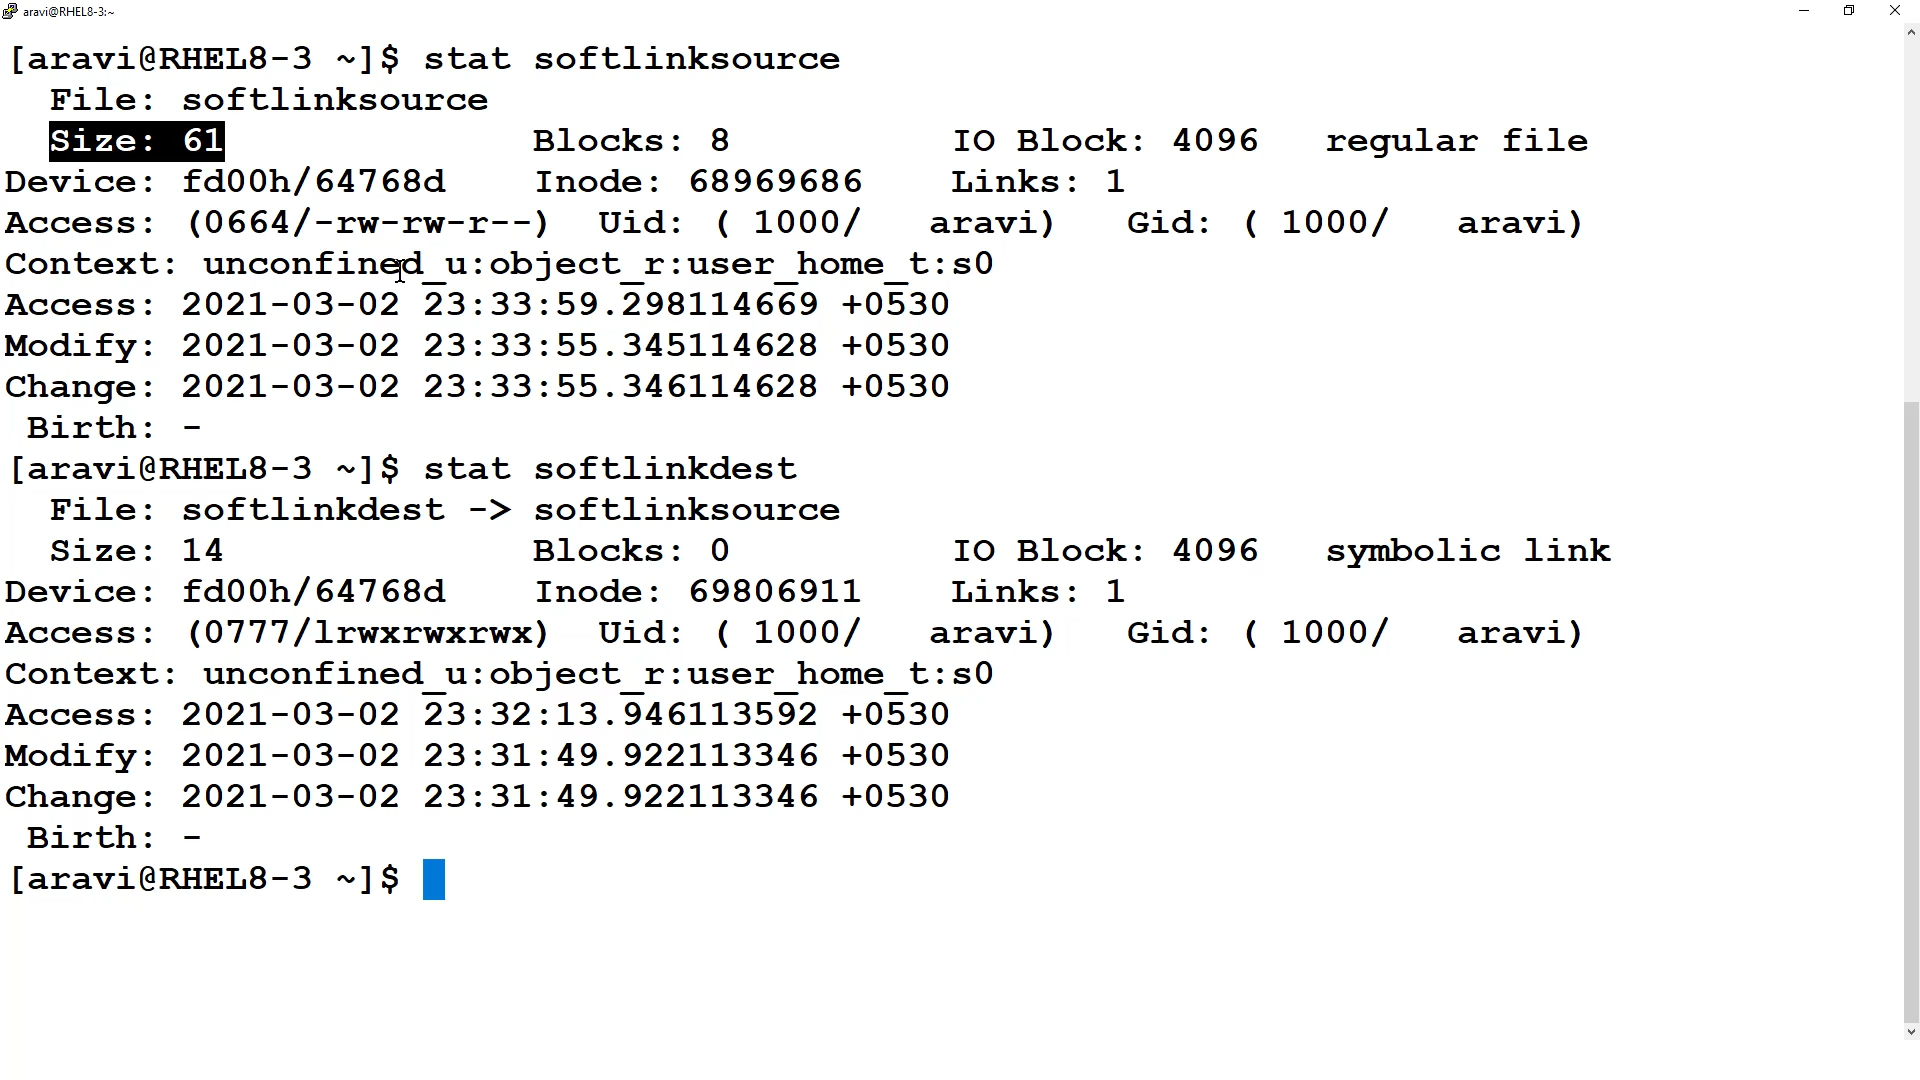 aravi@RHEL8-3:~
[aravi@RHEL8-3 ~]$ stat softlinksource
  File: softlinksource
  Size: 61              Blocks: 8          IO Block: 4096   regular file
Device: fd00h/64768d    Inode: 68969686    Links: 1
Access: (0664/-rw-rw-r--)  Uid: ( 1000/   aravi)   Gid: ( 1000/   aravi)
Context: unconfined_u:object_r:user_home_t:s0
Access: 2021-03-02 23:33:59.298114669 +0530
Modify: 2021-03-02 23:33:55.345114628 +0530
Change: 2021-03-02 23:33:55.346114628 +0530
 Birth: -
[aravi@RHEL8-3 ~]$ stat softlinkdest
  File: softlinkdest -> softlinksource
  Size: 14              Blocks: 0          IO Block: 4096   symbolic link
Device: fd00h/64768d    Inode: 69806911    Links: 1
Access: (0777/lrwxrwxrwx)  Uid: ( 1000/   aravi)   Gid: ( 1000/   aravi)
Context: unconfined_u:object_r:user_home_t:s0
Access: 2021-03-02 23:32:13.946113592 +0530
Modify: 2021-03-02 23:31:49.922113346 +0530
Change: 2021-03-02 23:31:49.922113346 +0530
 Birth: -
[aravi@RHEL8-3 ~]$